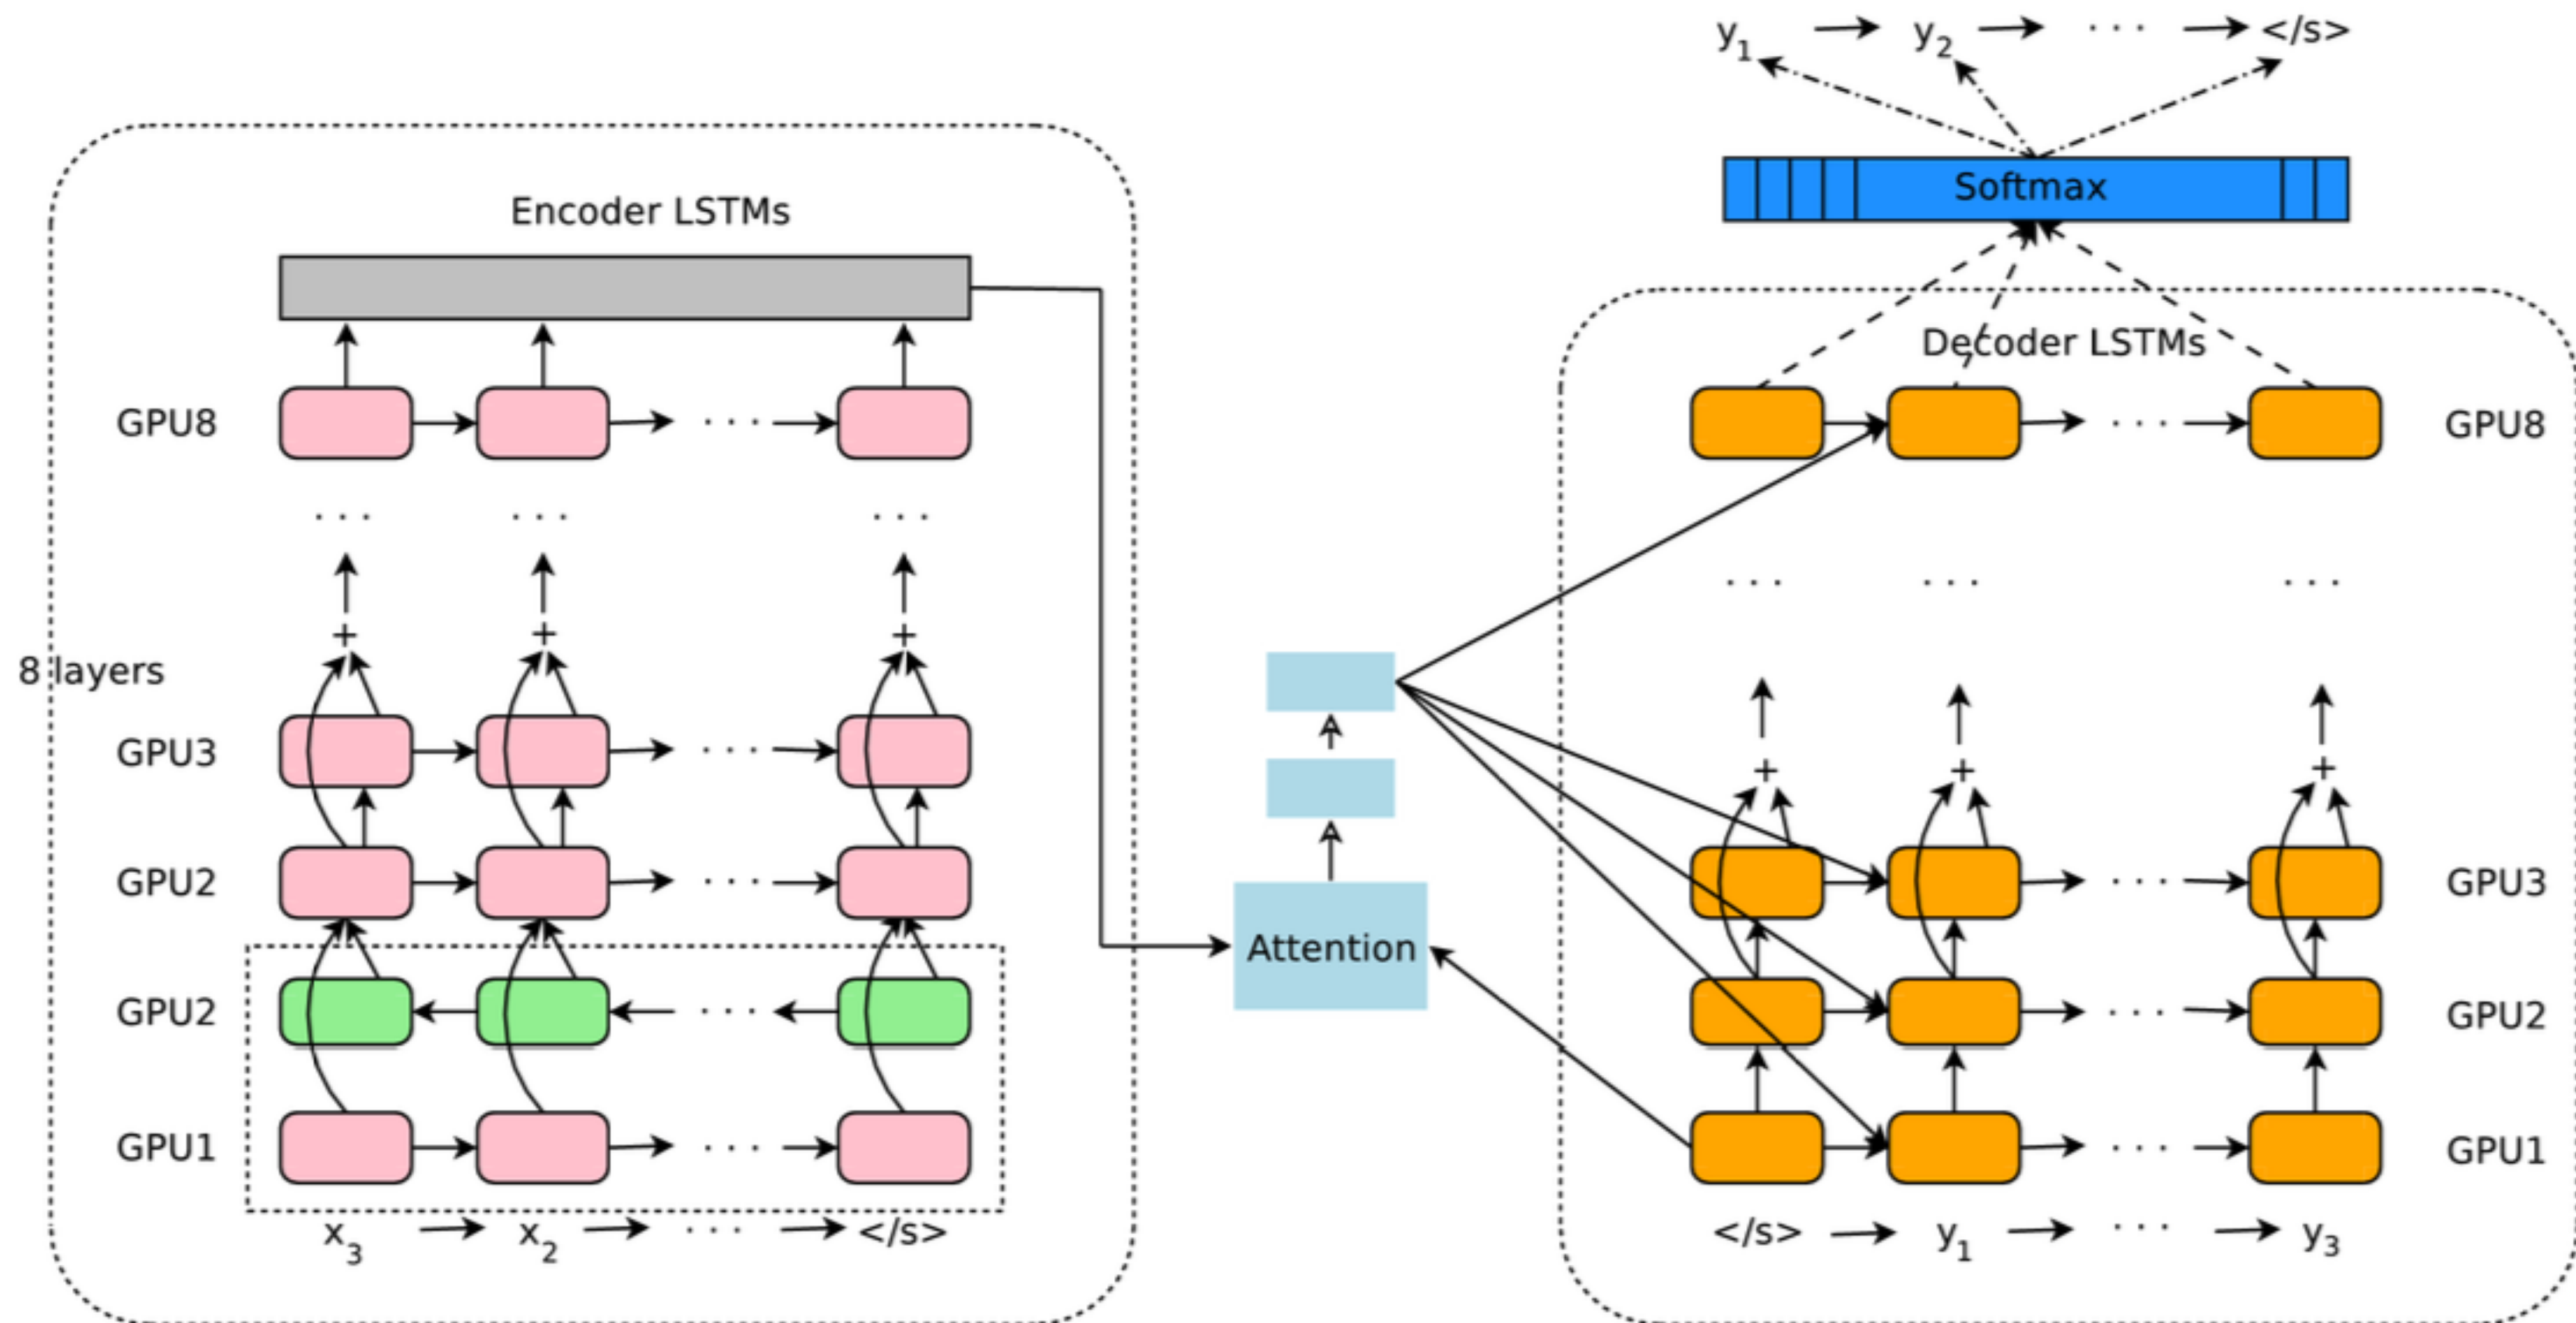 y1 → y2 → ... → </s>
Softmax
Encoder LSTMs
Decoder LSTMs
GPU8
... ... ...
+ + +
8 layers
GPU3
GPU2
GPU2
GPU1
x3 → x2 → ... → </s>
Attention
GPU8
... ... ...
+ + +
GPU3
GPU2
GPU1
</s> → y1 → ... → y3